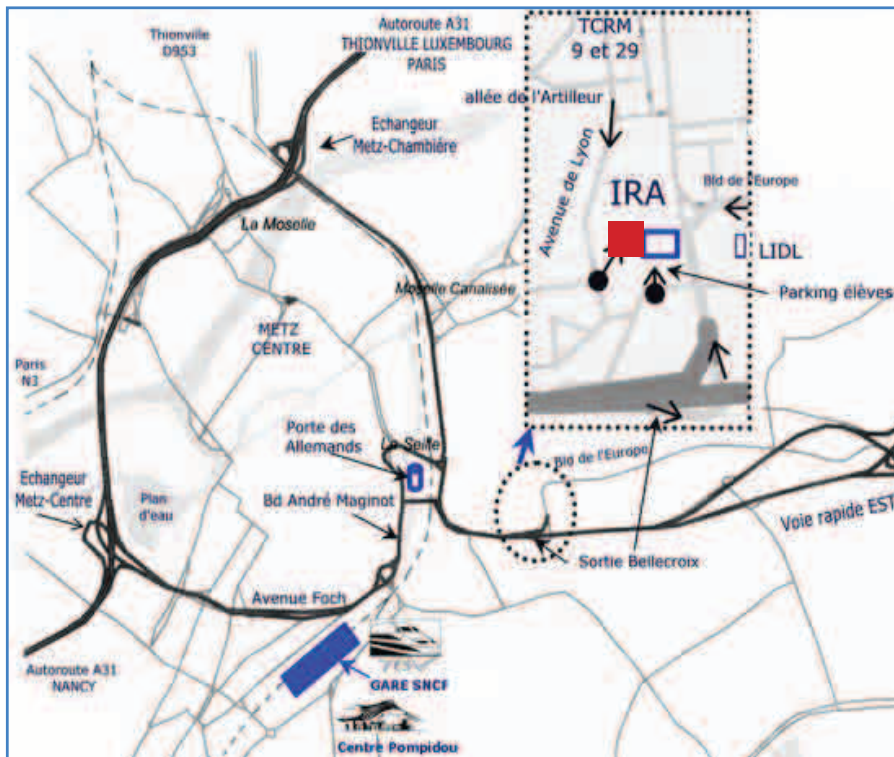 Thionville
D953
Autoroute A31
THIONVILLE LUXEMBOURG
PARIS
TCRM
9 et 29
allée de l'Artilleur
Echangeur
Metz-Chambière
Avenue de Lyon
Bld de l'Europe
IRA
La Moselle
LIDL
Moselle Canalisée
Parking élèves
METZ
CENTRE
Paris
N3
Porte des
Allemands
La Seille
Bld de l'Europe
Echangeur
Metz-Centre
Plan
d'eau
Bd André Maginot
Voie rapide EST
Sortie Bellecroix
Avenue Foch
Autoroute A31
NANCY
GARE SNCF
Centre Pompidou